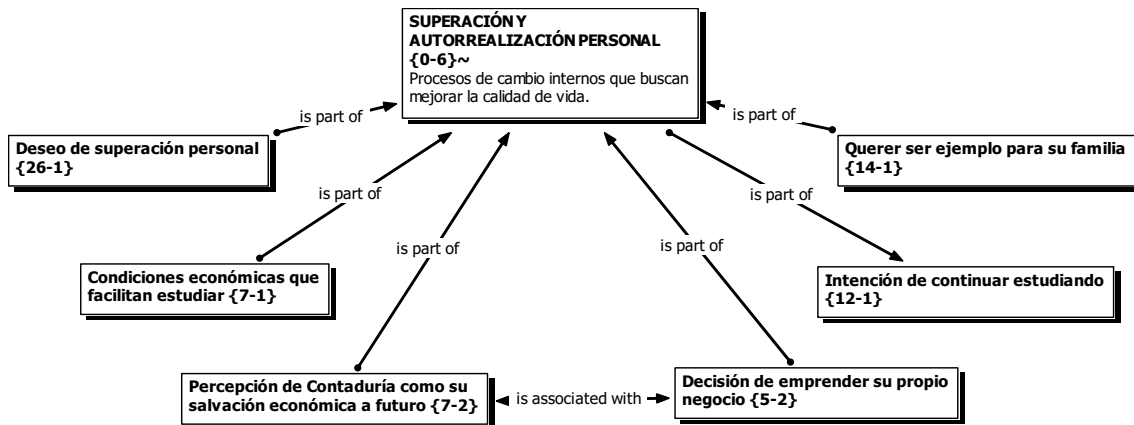 SUPERACIÓN Y
AUTORREALIZACIÓN PERSONAL
{0-6}~
Procesos de cambio internos que buscan
mejorar la calidad de vida.
is part of
is part of
Deseo de superación personal
{26-1}
Querer ser ejemplo para su familia
{14-1}
is part of
is part of
is part of
is part of
Condiciones económicas que
facilitan estudiar {7-1}
Intención de continuar estudiando
{12-1}
Percepción de Contaduría como su
salvación económica a futuro {7-2}
is associated with
Decisión de emprender su propio
negocio {5-2}